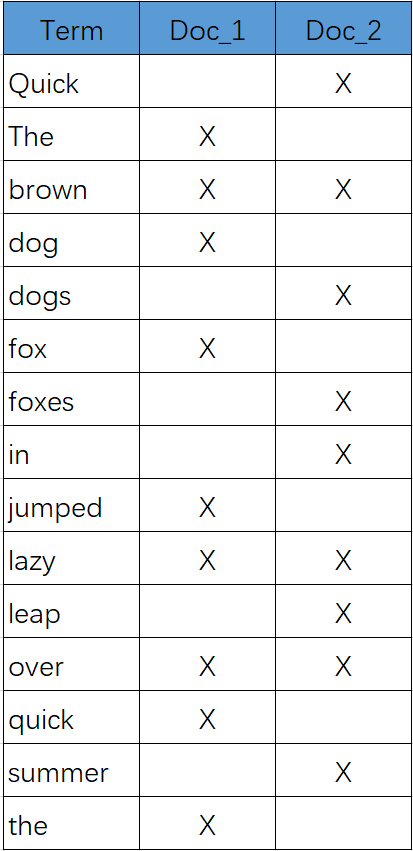 Term Doc_1 Doc_2
Quick X
The X
brown X X
dog X
dogs X
fox X
foxes X
in X
jumped X
lazy X X
leap X
over X X
quick X
summer X
the X